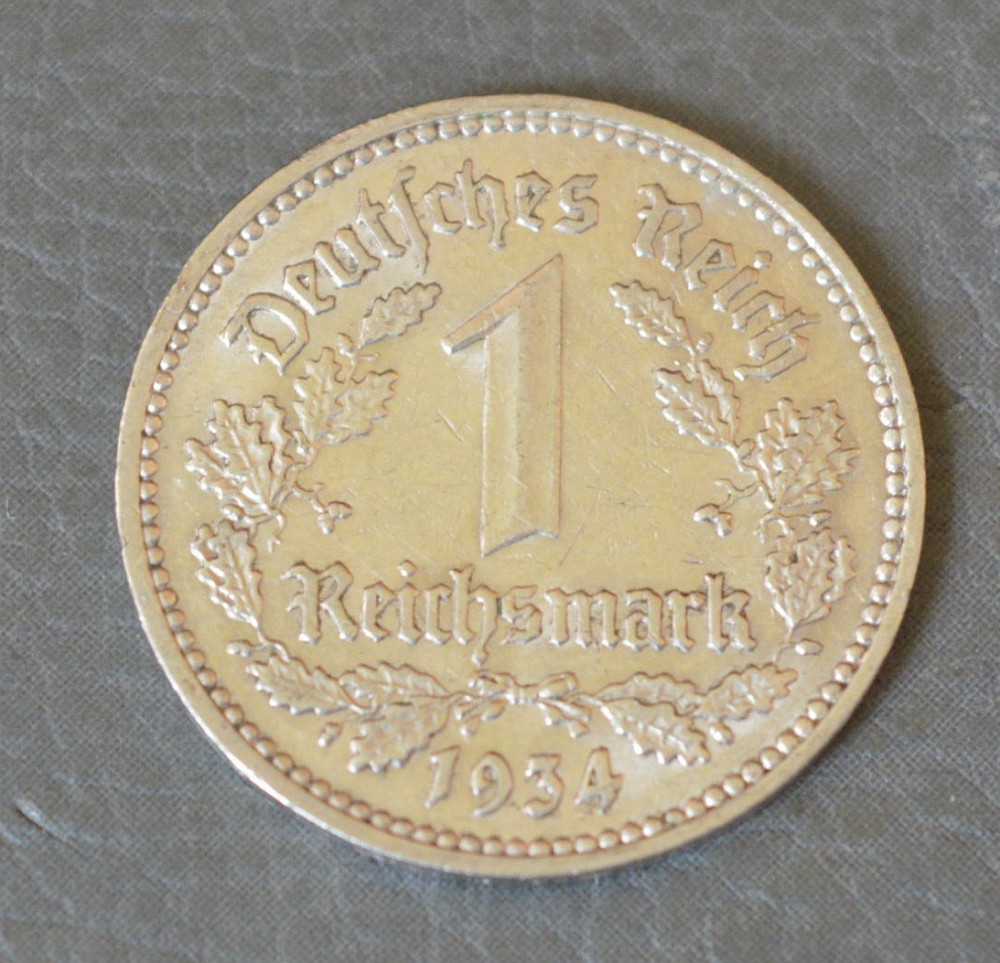 Deutſches Reich
1
Reichsmark
1934